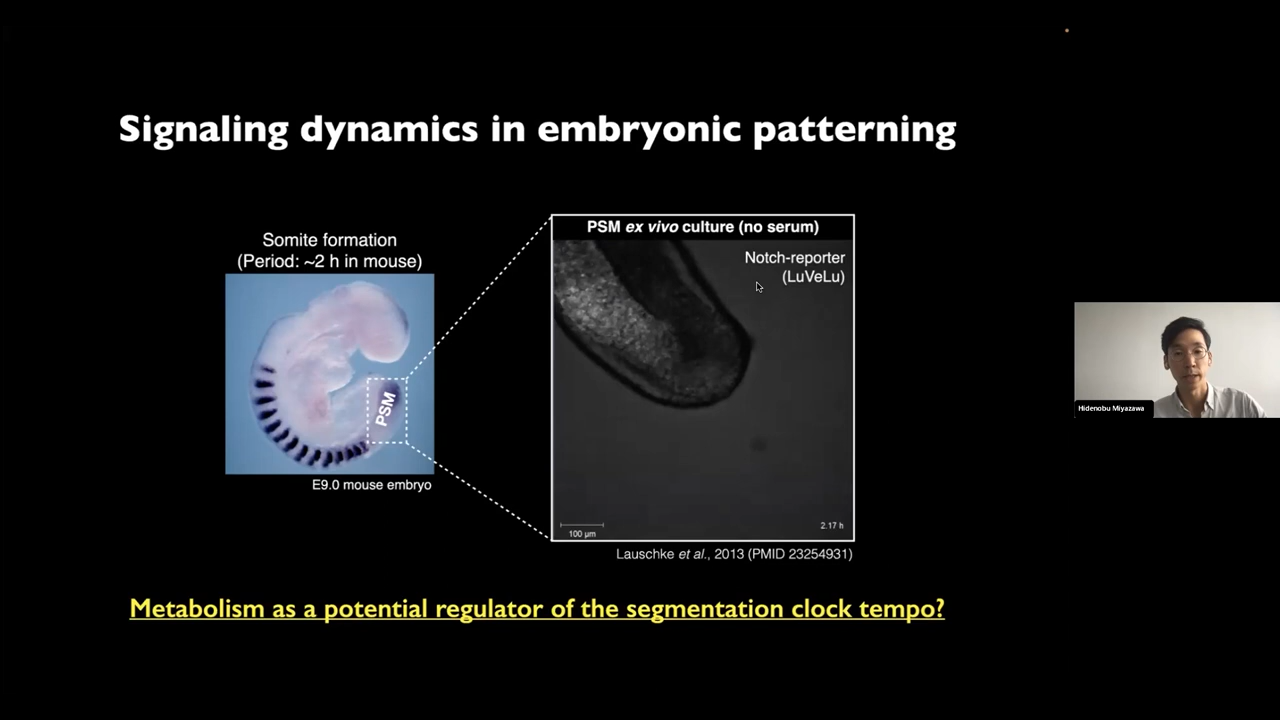 Signaling dynamics in embryonic patterning
Somite formation
(Period: ~2 h in mouse)
PSM
E9.0 mouse embryo
PSM ex vivo culture (no serum)
Notch-reporter
(LuVeLu)
100 µm
2.17 h
Lauschke et al., 2013 (PMID 23254931)
Metabolism as a potential regulator of the segmentation clock tempo?
Hidenobu Miyazawa